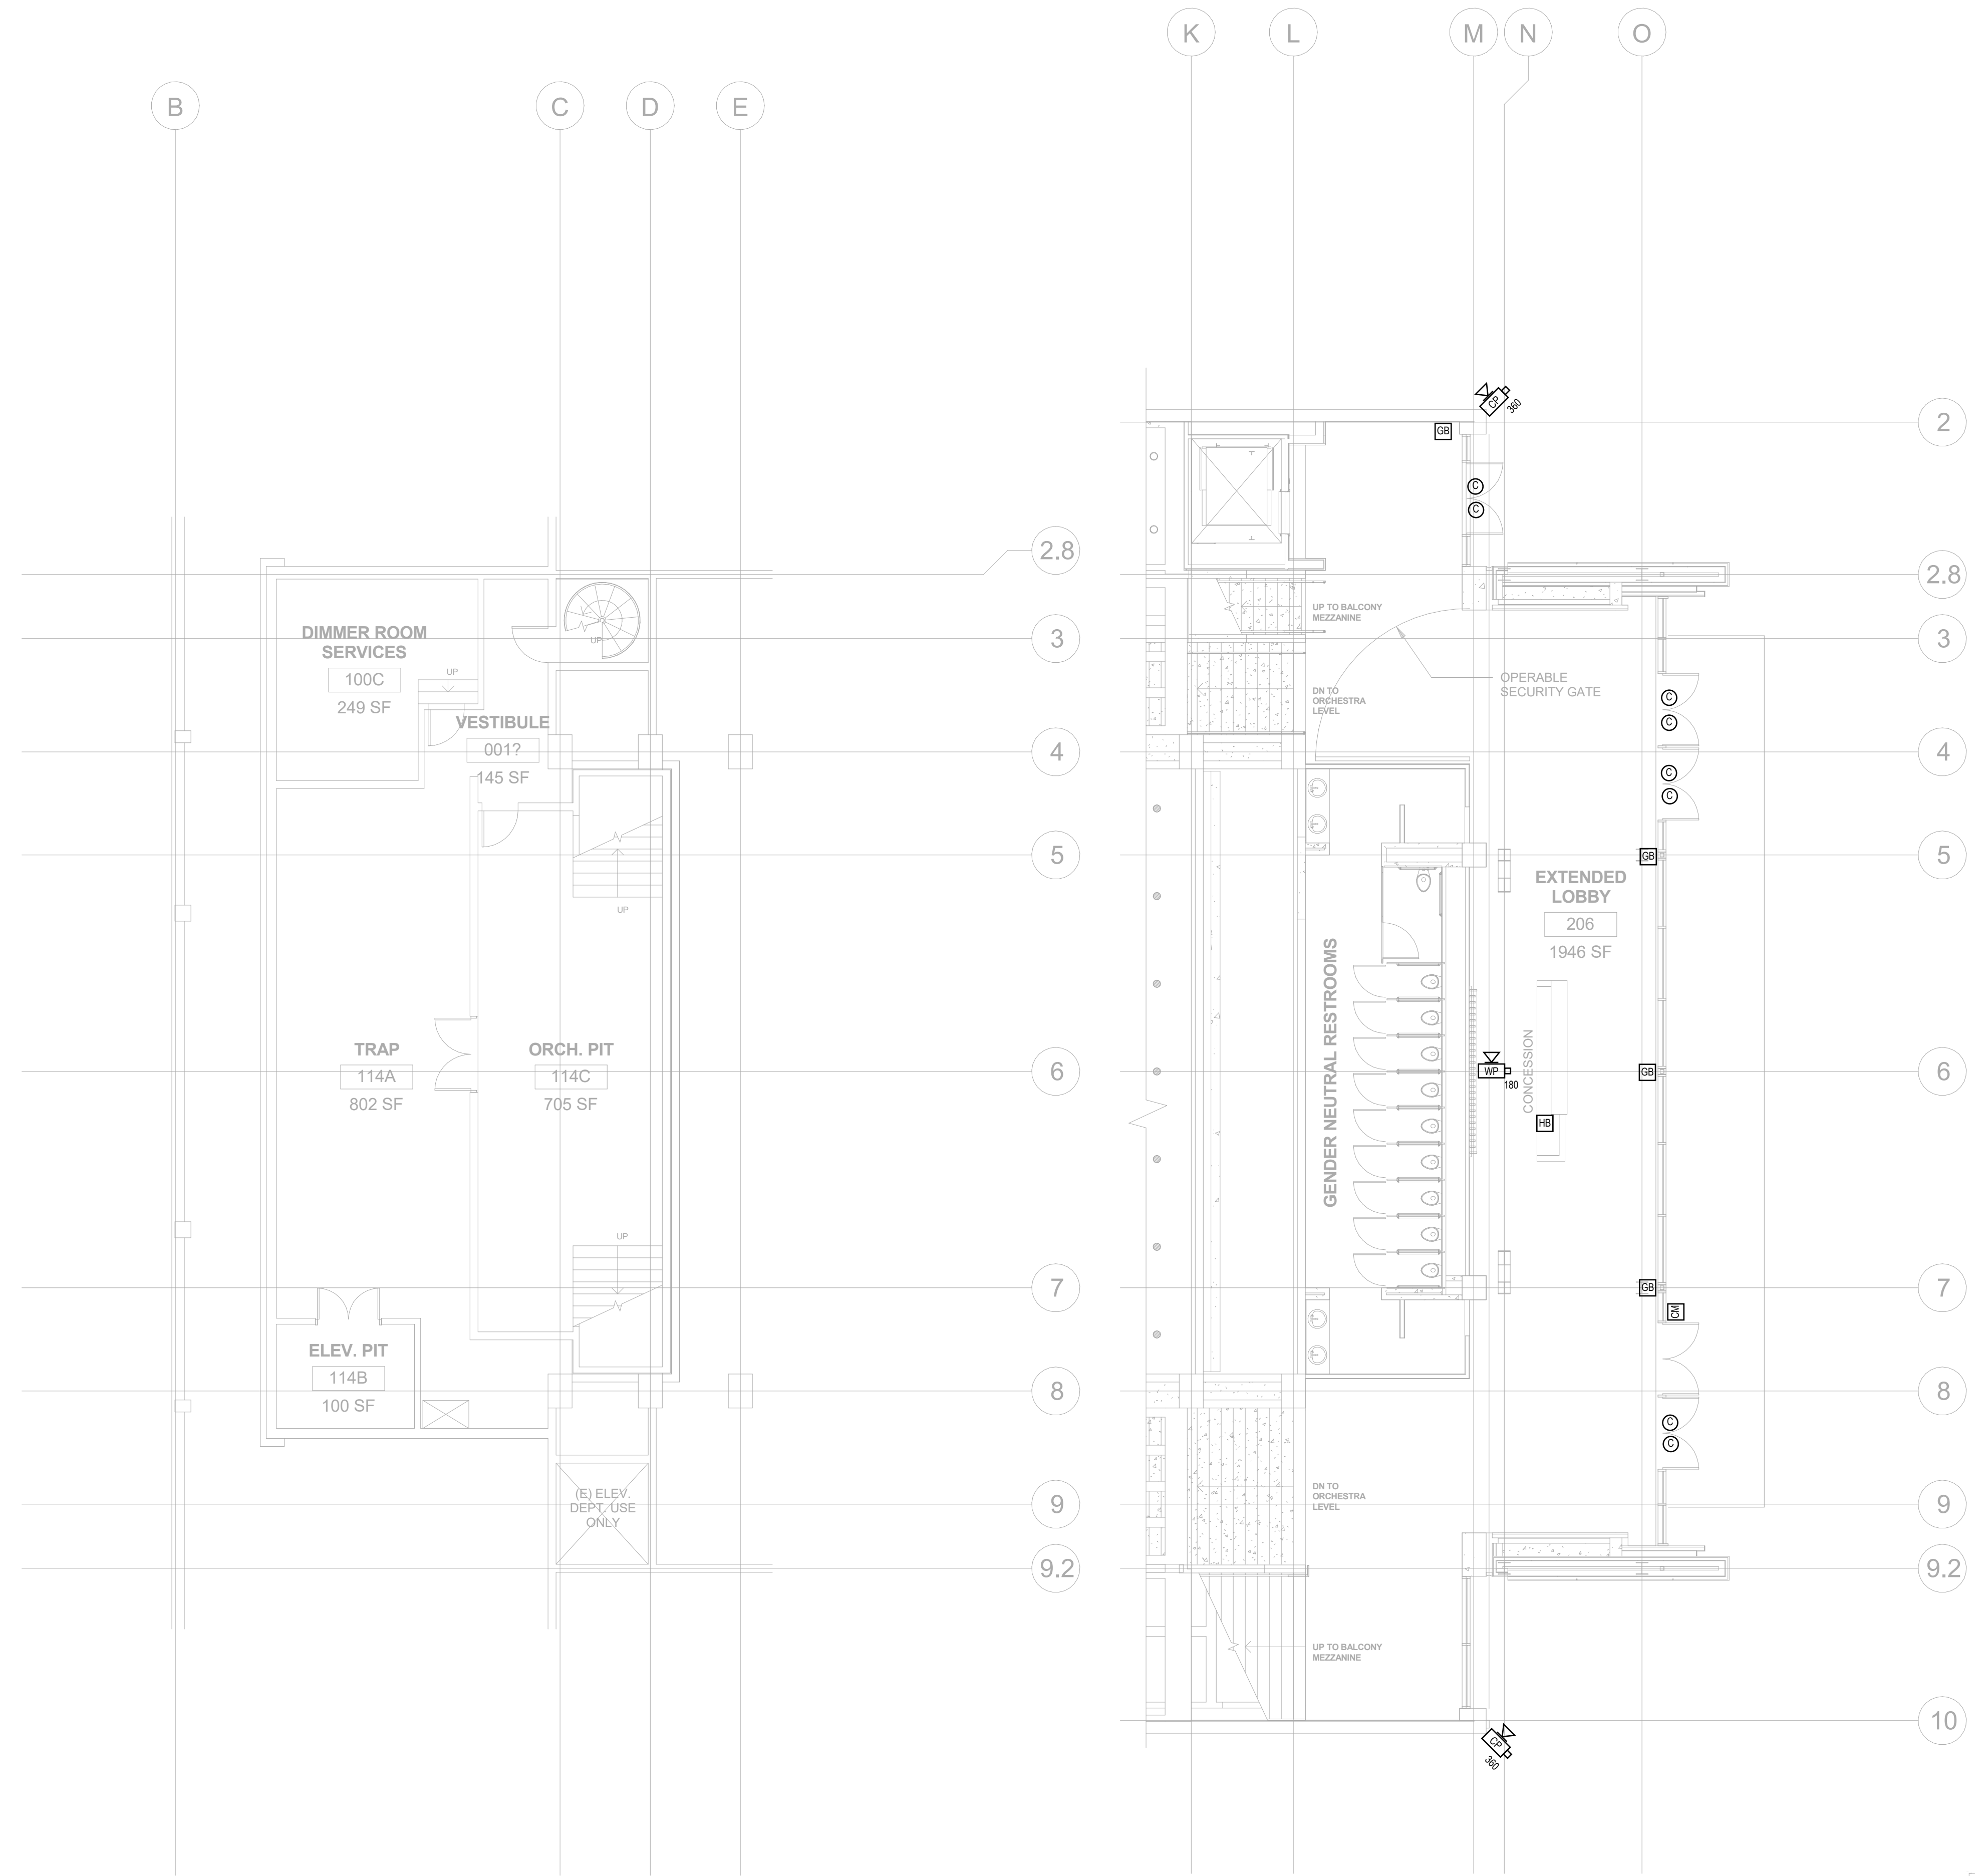 K
L
M
N
O
B
C
D
E
CP
360
2
GB
C
C
2.8
2.8
UP TO BALCONY
MEZZANINE
DIMMER ROOM
SERVICES
100C
249 SF
UP
UP
3
3
OPERABLE
SECURITY GATE
DN TO
ORCHESTRA
LEVEL
C
C
VESTIBULE
001?
145 SF
4
4
C
C
5
GB
5
EXTENDED
LOBBY
206
1946 SF
UP
GENDER NEUTRAL RESTROOMS
TRAP
114A
802 SF
ORCH. PIT
114C
705 SF
6
WP
180
CONCESSION
GB
6
HB
UP
7
GB
7
CM
ELEV. PIT
114B
100 SF
8
8
C
C
(E) ELEV.
DEPT. USE
ONLY
9
DN TO
ORCHESTRA
LEVEL
9
9.2
9.2
UP TO BALCONY
MEZZANINE
10
CP
360